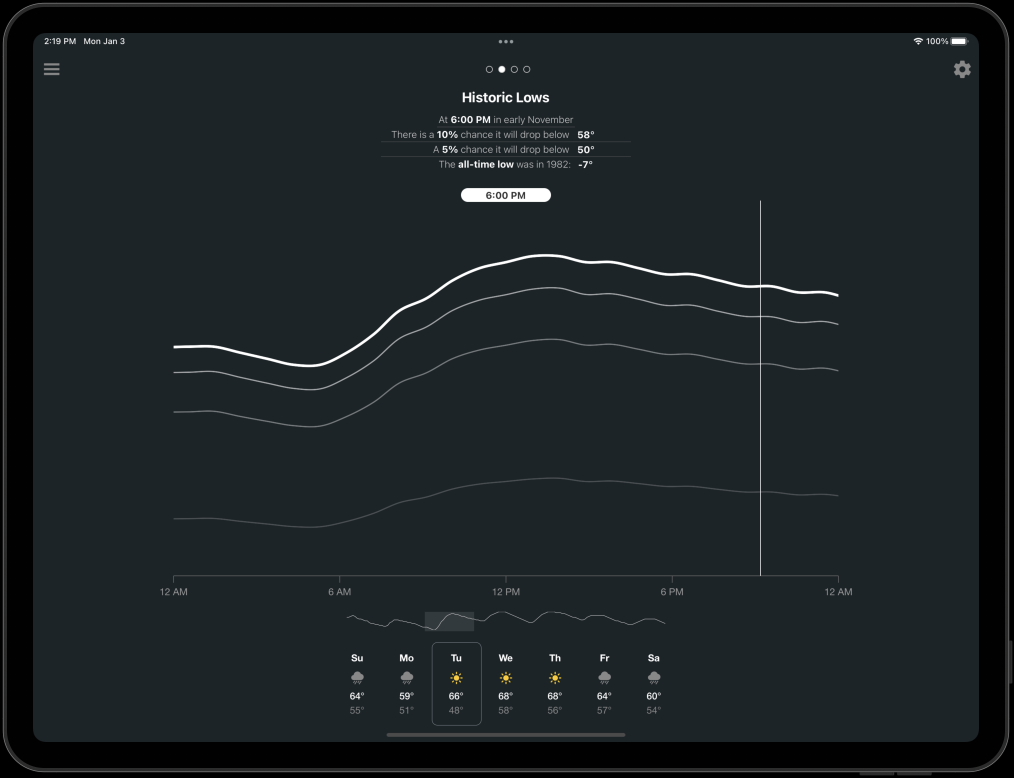 2:19 PM Mon Jan 3
100%
Historic Lows
At 6:00 PM in early November
There is a 10% chance it will drop below 58°
A 5% chance it will drop below 50°
The all-time low was in 1982: -7°
6:00 PM
12 AM 6 AM 12 PM 6 PM 12 AM
Su Mo Tu We Th Fr Sa
64° 59° 66° 68° 68° 64° 60°
55° 51° 48° 58° 56° 57° 54°